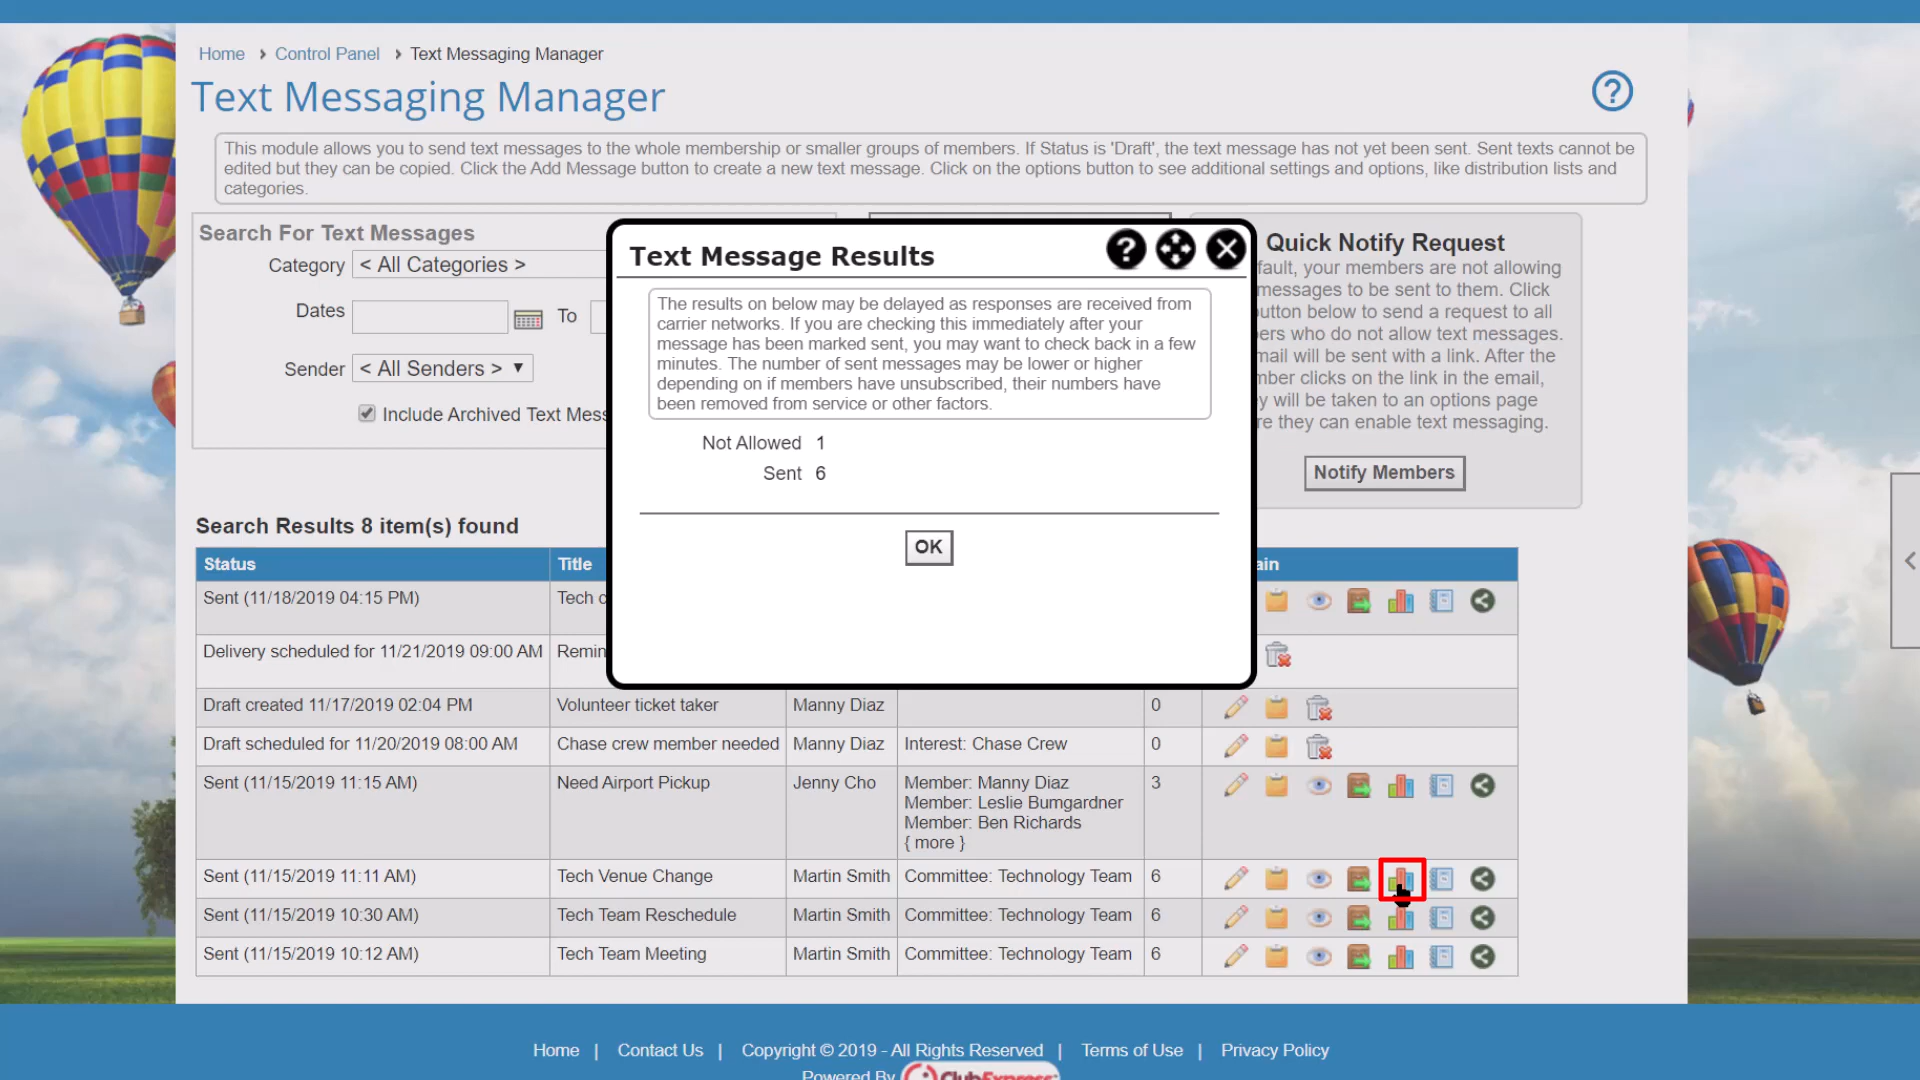 Home › Control Panel › Text Messaging Manager
Text Messaging Manager
This module allows you to send text messages to the whole membership or smaller groups of members. If Status is 'Draft', the text message has not yet been sent. Sent texts cannot be
edited but they can be copied. Click the Add Message button to create a new text message. Click on the options button to see additional settings and options, like distribution lists and
categories.
Search For Text Messages
Category < All Categories >
Dates To
Sender < All Senders >
Include Archived Text Mess
Text Message Results
The results on below may be delayed as responses are received from
carrier networks. If you are checking this immediately after your
message has been marked sent, you may want to check back in a few
minutes. The number of sent messages may be lower or higher
depending on if members have unsubscribed, their numbers have
been removed from service or other factors.
Not Allowed 1
Sent 6
OK
Quick Notify Request
fault, your members are not allowing
messages to be sent to them. Click
utton below to send a request to all
ers who do not allow text messages.
mail will be sent with a link. After the
mber clicks on the link in the email,
y will be taken to an options page
re they can enable text messaging.
Notify Members
Search Results 8 item(s) found
Status Title ain
Sent (11/18/2019 04:15 PM) Tech c
Delivery scheduled for 11/21/2019 09:00 AM Remin
Draft created 11/17/2019 02:04 PM Volunteer ticket taker Manny Diaz 0
Draft scheduled for 11/20/2019 08:00 AM Chase crew member needed Manny Diaz Interest: Chase Crew 0
Sent (11/15/2019 11:15 AM) Need Airport Pickup Jenny Cho Member: Manny Diaz 3
Member: Leslie Bumgardner
Member: Ben Richards
{ more }
Sent (11/15/2019 11:11 AM) Tech Venue Change Martin Smith Committee: Technology Team 6
Sent (11/15/2019 10:30 AM) Tech Team Reschedule Martin Smith Committee: Technology Team 6
Sent (11/15/2019 10:12 AM) Tech Team Meeting Martin Smith Committee: Technology Team 6
Home | Contact Us | Copyright © 2019 - All Rights Reserved | Terms of Use | Privacy Policy
Powered By ClubExpress